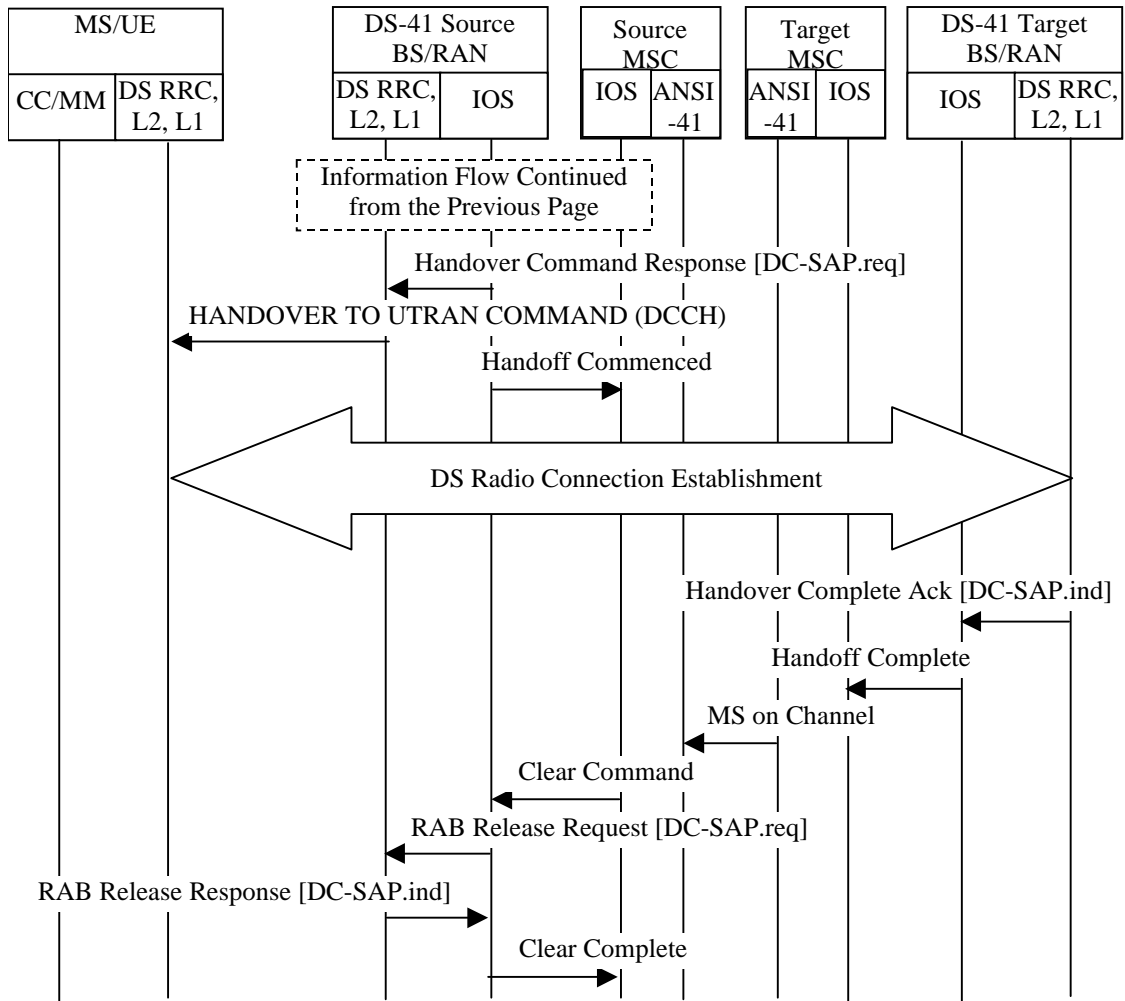 MS/UE
DS-41 Source
BS/RAN
Source
MSC
Target
MSC
DS-41 Target
BS/RAN
CC/MM
DS RRC,
L2, L1
DS RRC,
L2, L1
IOS
IOS
ANSI
-41
ANSI
-41
IOS
IOS
DS RRC,
L2, L1
Information Flow Continued
from the Previous Page
Handover Command Response [DC-SAP.req]
HANDOVER TO UTRAN COMMAND (DCCH)
Handoff Commenced
DS Radio Connection Establishment
Handover Complete Ack [DC-SAP.ind]
Handoff Complete
MS on Channel
Clear Command
RAB Release Request [DC-SAP.req]
RAB Release Response [DC-SAP.ind]
Clear Complete